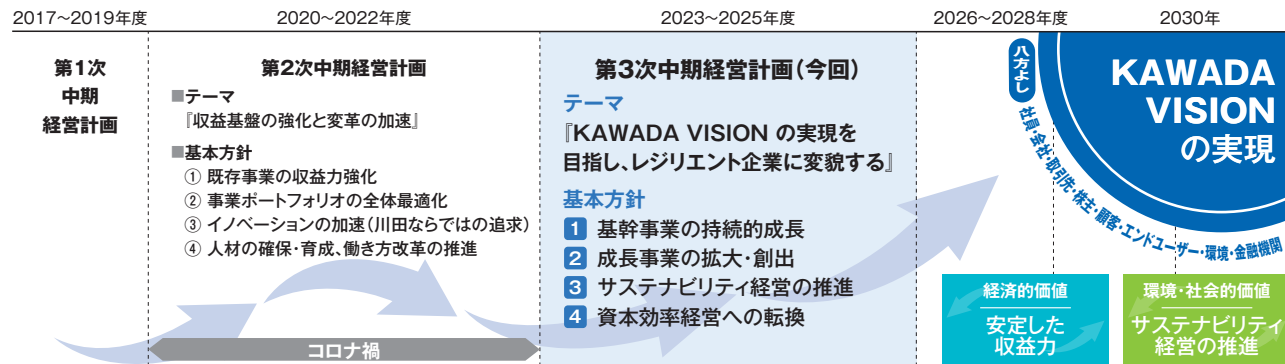 2017~2019年度
2020~2022年度
2023~2025年度
2026~2028年度
2030年
第1次
中期
経営計画
第2次中期経営計画
■テーマ
『収益基盤の強化と変革の加速』
■基本方針
① 既存事業の収益力強化
② 事業ポートフォリオの全体最適化
③ イノベーションの加速(川田ならではの追求)
④ 人材の確保・育成、働き方改革の推進
コロナ禍
第3次中期経営計画(今回)
テーマ
『KAWADA VISION の実現を
目指し、レジリエント企業に変貌する』
基本方針
1 基幹事業の持続的成長
2 成長事業の拡大・創出
3 サステナビリティ経営の推進
4 資本効率経営への転換
KAWADA
VISION
の実現
八方よし
社員・会社・取引先・株主・顧客・エンドユーザー・環境・金融機関
経済的価値
安定した
収益力
環境・社会的価値
サステナビリティ
経営の推進